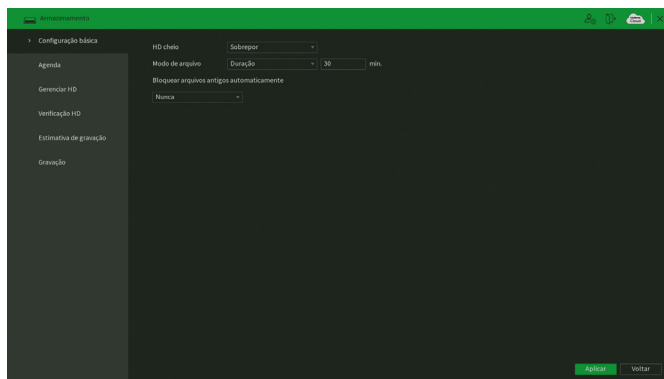 Armazenamento
Configuração básica
Agenda
Gerenciar HD
Verificação HD
Estimativa de gravação
Gravação
HD cheio Sobrepor
Modo de arquivo Duração 30 min.
Bloquear arquivos antigos automaticamente
Nunca
Aplicar Voltar